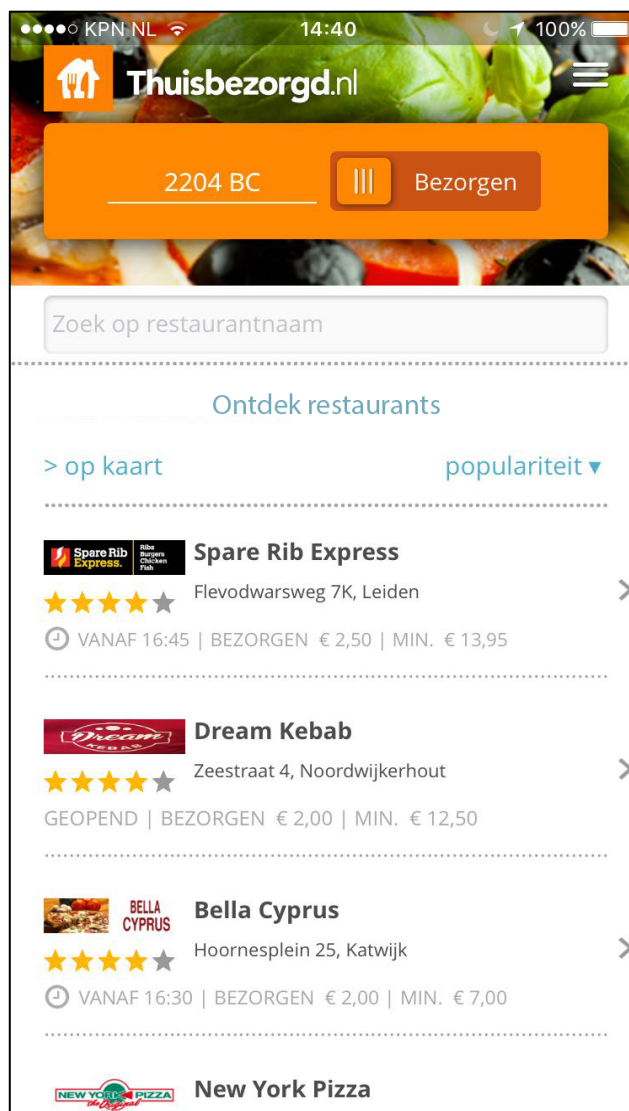 KPN NL 14:40 100%
Thuisbezorgd.nl
2204 BC Bezorgen
Zoek op restaurantnaam
Ontdek restaurants
> op kaart populariteit ▾
Spare Rib Express. Ribs Burgers Chicken Fish
Spare Rib Express
Flevodwarsweg 7K, Leiden
VANAF 16:45 | BEZORGEN € 2,50 | MIN. € 13,95
Dream KEBAB
Dream Kebab
Zeestraat 4, Noordwijkerhout
GEOPEND | BEZORGEN € 2,00 | MIN. € 12,50
BELLA CYPRUS
Bella Cyprus
Hoornesplein 25, Katwijk
VANAF 16:30 | BEZORGEN € 2,00 | MIN. € 7,00
NEW YORK PIZZA the Original
New York Pizza